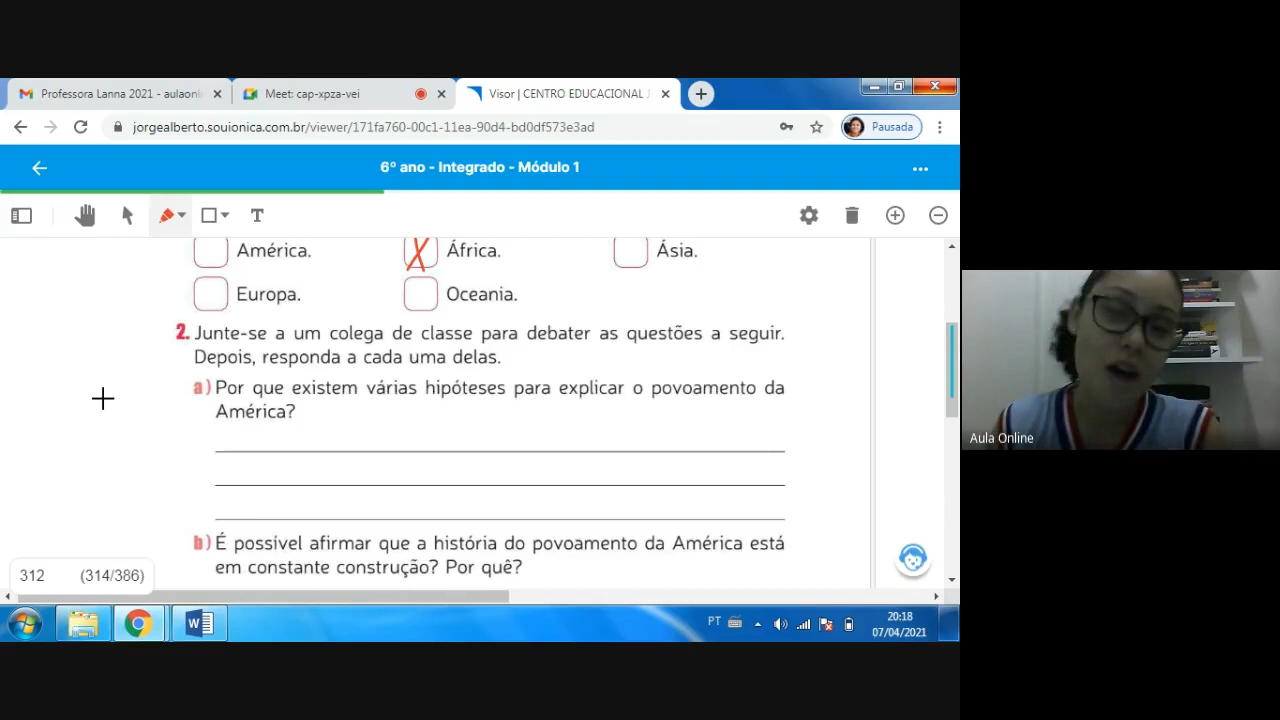 Professora Lanna 2021 - aulaonli
Meet: cap-xpza-vei
Visor | CENTRO EDUCACIONAL J
jorgealberto.souionica.com.br/viewer/171fa760-00c1-11ea-90d4-bd0df573e3ad
Pausada
6º ano - Integrado - Módulo 1
T
América.
X África.
Ásia.
Europa.
Oceania.
2. Junte-se a um colega de classe para debater as questões a seguir.
Depois, responda a cada uma delas.
a) Por que existem várias hipóteses para explicar o povoamento da
América?
b) É possível afirmar que a história do povoamento da América está
em constante construção? Por quê?
312 (314/386)
Aula Online
PT
20:18
07/04/2021